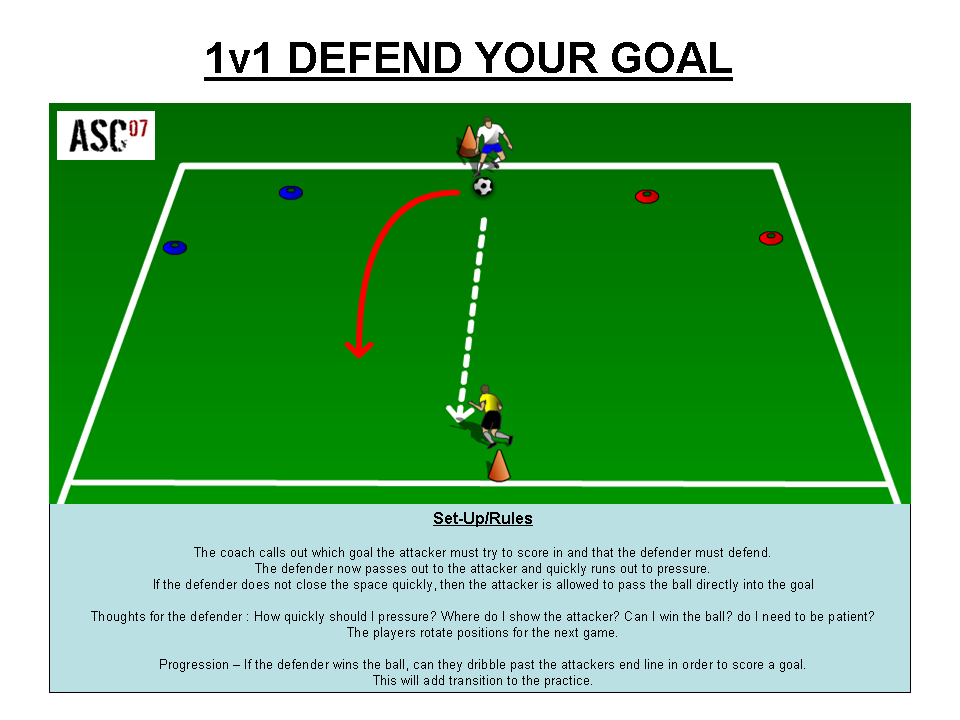 1v1 DEFEND YOUR GOAL
ASC07
Set-Up/Rules
The coach calls out which goal the attacker must try to score in and that the defender must defend.
The defender now passes out to the attacker and quickly runs out to pressure.
If the defender does not close the space quickly, then the attacker is allowed to pass the ball directly into the goal
Thoughts for the defender : How quickly should I pressure? Where do I show the attacker? Can I win the ball? do I need to be patient?
The players rotate positions for the next game.
Progression – If the defender wins the ball, can they dribble past the attackers end line in order to score a goal.
This will add transition to the practice.